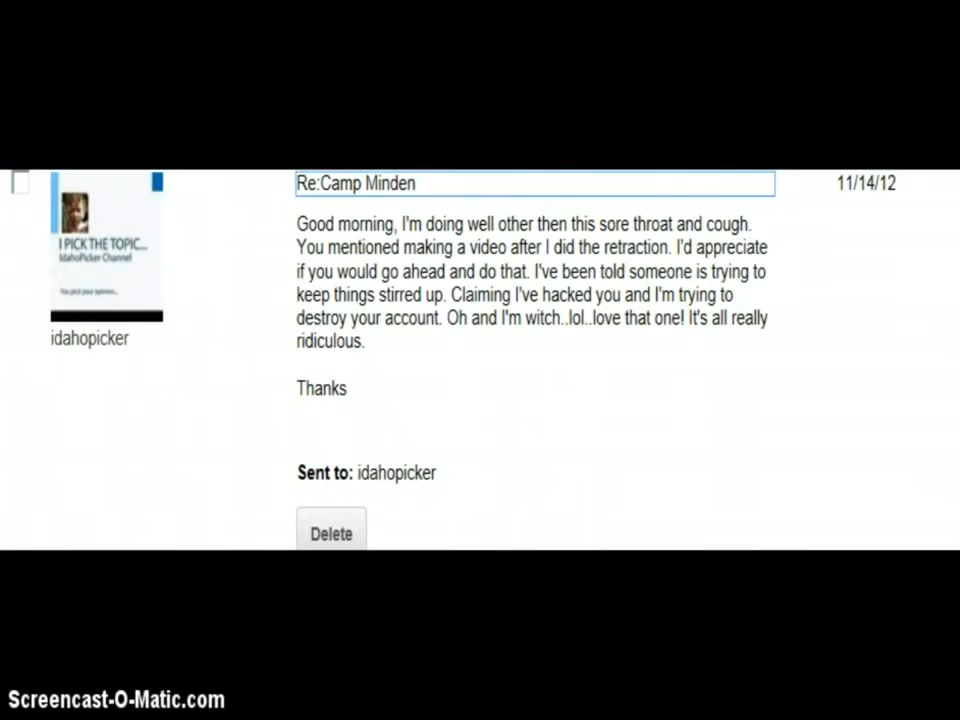 Re:Camp Minden
11/14/12
I PICK THE TOPIC...
IdahoPicker Channel
You pick your opinion...
idahopicker
Good morning, I'm doing well other then this sore throat and cough.
You mentioned making a video after I did the retraction. I'd appreciate
if you would go ahead and do that. I've been told someone is trying to
keep things stirred up. Claiming I've hacked you and I'm trying to
destroy your account. Oh and I'm witch..lol..love that one! It's all really
ridiculous.
Thanks
Sent to: idahopicker
Delete
Screencast-O-Matic.com